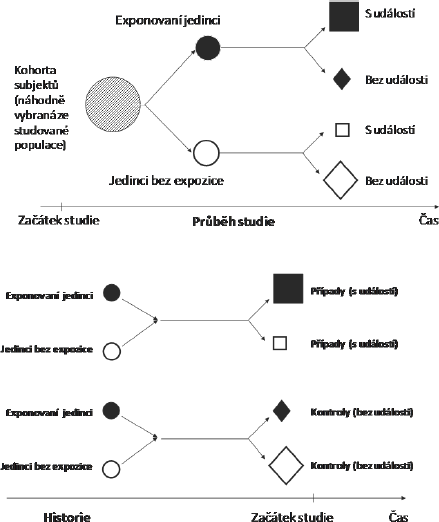 Exponovaní jedinci
S událostí
Kohorta
subjektů
(náhodně
vybranáze
studované
populace)
Bez události
S událostí
Jedinci bez expozice
Bez události
Začátek studie
Průběh studie
Čas
Exponovaní jedinci
Případy (s událostí)
Jedinci bez expozice
Případy (s událostí)
Exponovaní jedinci
Kontroly (bez události)
Jedinci bez expozice
Kontroly (bez události)
Historie
Začátek studie
Čas